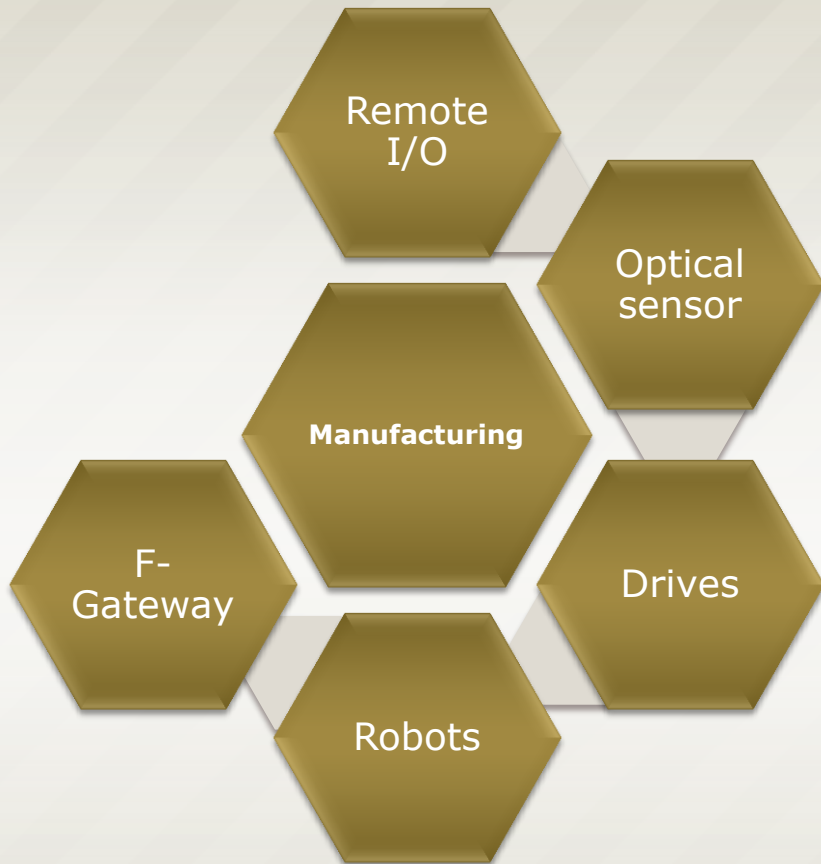 Remote
I/O
Optical
sensor
Manufacturing
F-
Gateway
Drives
Robots